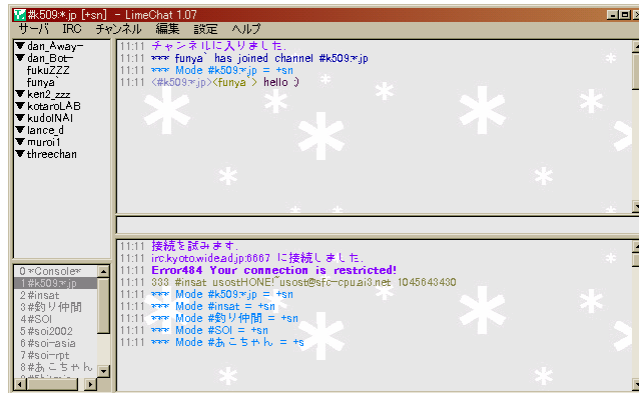 #k509:*.jp [+sn] - LimeChat 1.07
サーバ IRC チャンネル 編集 設定 ヘルプ
▼dan_Away-
▼dan_Bot-
fukuZZZ
funya`
▼ken2_zzz
▼kotaroLAB
▼kudoINAI
▼lance_d
▼muroi1
▼threechan
11:11 チャンネルに入りました.
11:11 *** funya` has joined channel #k509:*.jp
11:11 *** Mode #k509:*.jp = +sn
11:11 <#k509:*.jp><funya`> hello :)
0 *Console*
1 #k509:*.jp
2 #insat
3 #釣り仲間
4 #SOI
5 #soi2002
6 #soi-asia
7 #soi-rpt
8 #あこちゃん
11:11 接続を試みます.
11:11 irc.kyoto.wide.ad.jp:6667 に接続しました.
11:11 Error484 Your connection is restricted!
11:11 333 #insat usostHONE!~usost@sfc-cpu.ai3.net 1045643430
11:11 *** Mode #k509:*.jp = +sn
11:11 *** Mode #insat = +sn
11:11 *** Mode #釣り仲間 = +sn
11:11 *** Mode #SOI = +sn
11:11 *** Mode #あこちゃん = +s